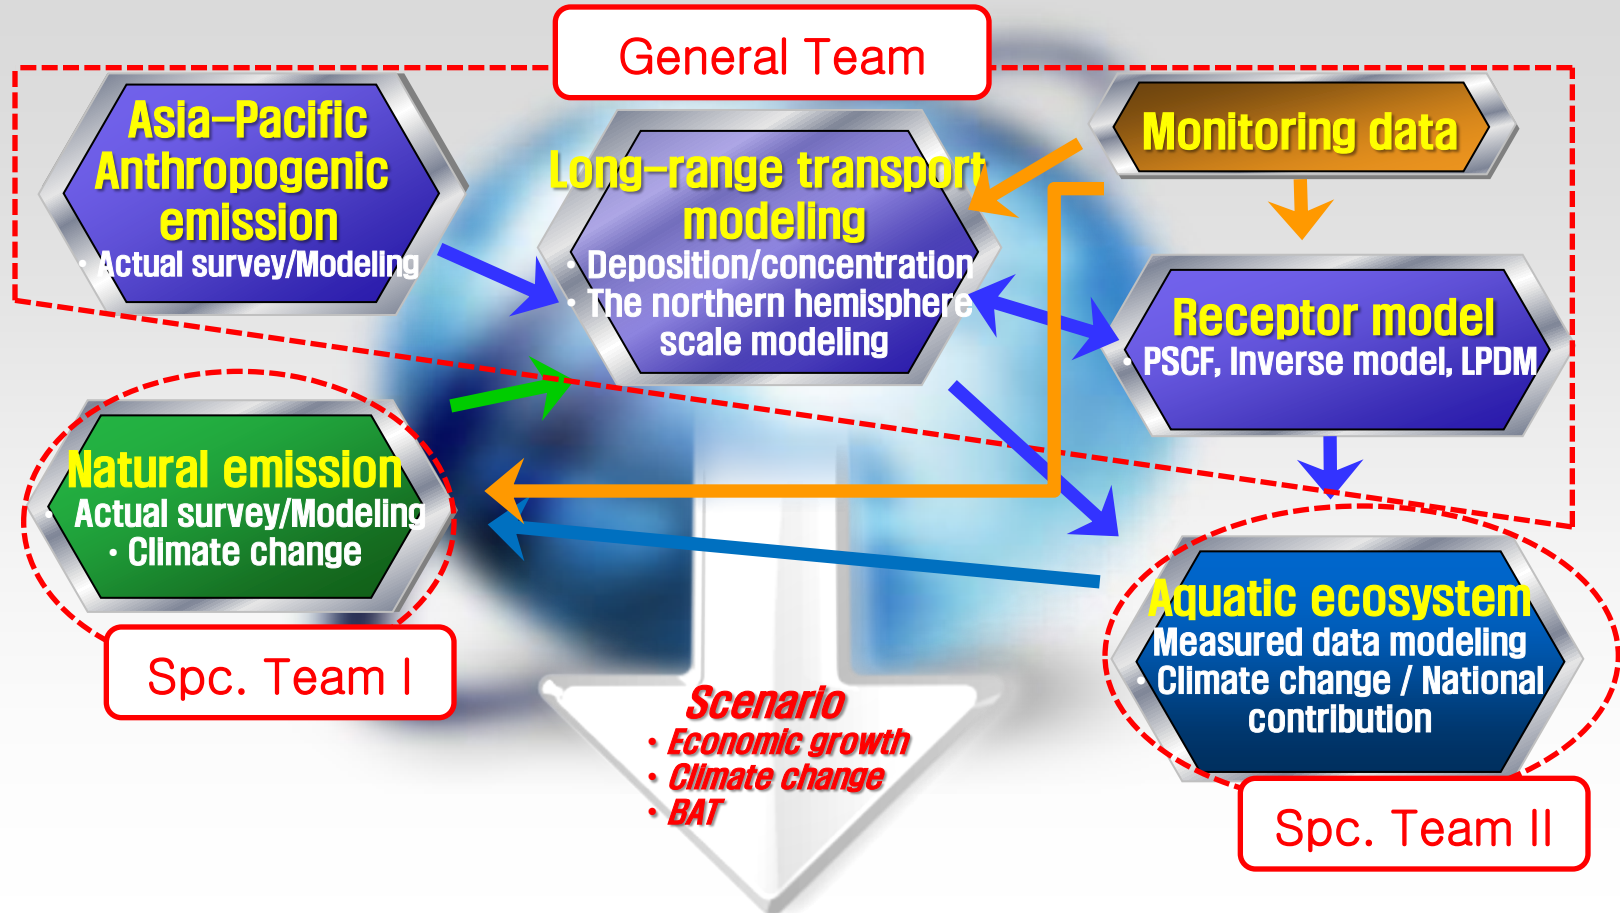 General Team
Asia-Pacific
Anthropogenic
emission
• Actual survey/Modeling
Long-range transport
modeling
• Deposition/concentration
• The northern hemisphere
scale modeling
Monitoring data
Receptor model
• PSCF, Inverse model, LPDM
Natural emission
• Actual survey/Modeling
• Climate change
Spc. Team I
Aquatic ecosystem
Measured data modeling
• Climate change / National
contribution
Spc. Team II
Scenario
• Economic growth
• Climate change
• BAT